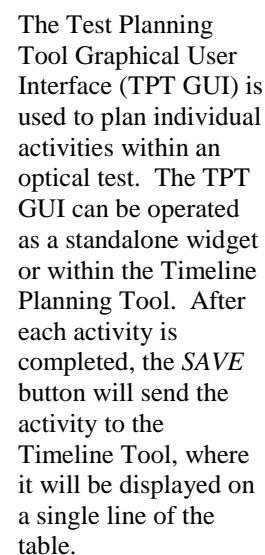 The Test Planning
Tool Graphical User
Interface (TPT GUI) is
used to plan individual
activities within an
optical test.  The TPT
GUI can be operated
as a standalone widget
or within the Timeline
Planning Tool.  After
each activity is
completed, the SAVE
button will send the
activity to the
Timeline Tool, where
it will be displayed on
a single line of the
table.